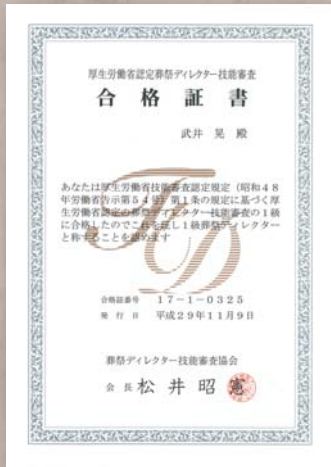 厚生労働省認定葬祭ディレクター技能審査
合格証書
武井 晃 殿
あなたは厚生労働省技能審査認定規定(昭和48
年労働省告示第54号)第1条の規定に基づく厚
生労働省認定の葬祭ディレクター技能審査の1級
に合格したのでこれを証し1級葬祭ディレクター
と称することを認めます
合格証番号 17-1-0325
発行日 平成29年11月9日
葬祭ディレクター技能審査協会
会長 松井昭憲